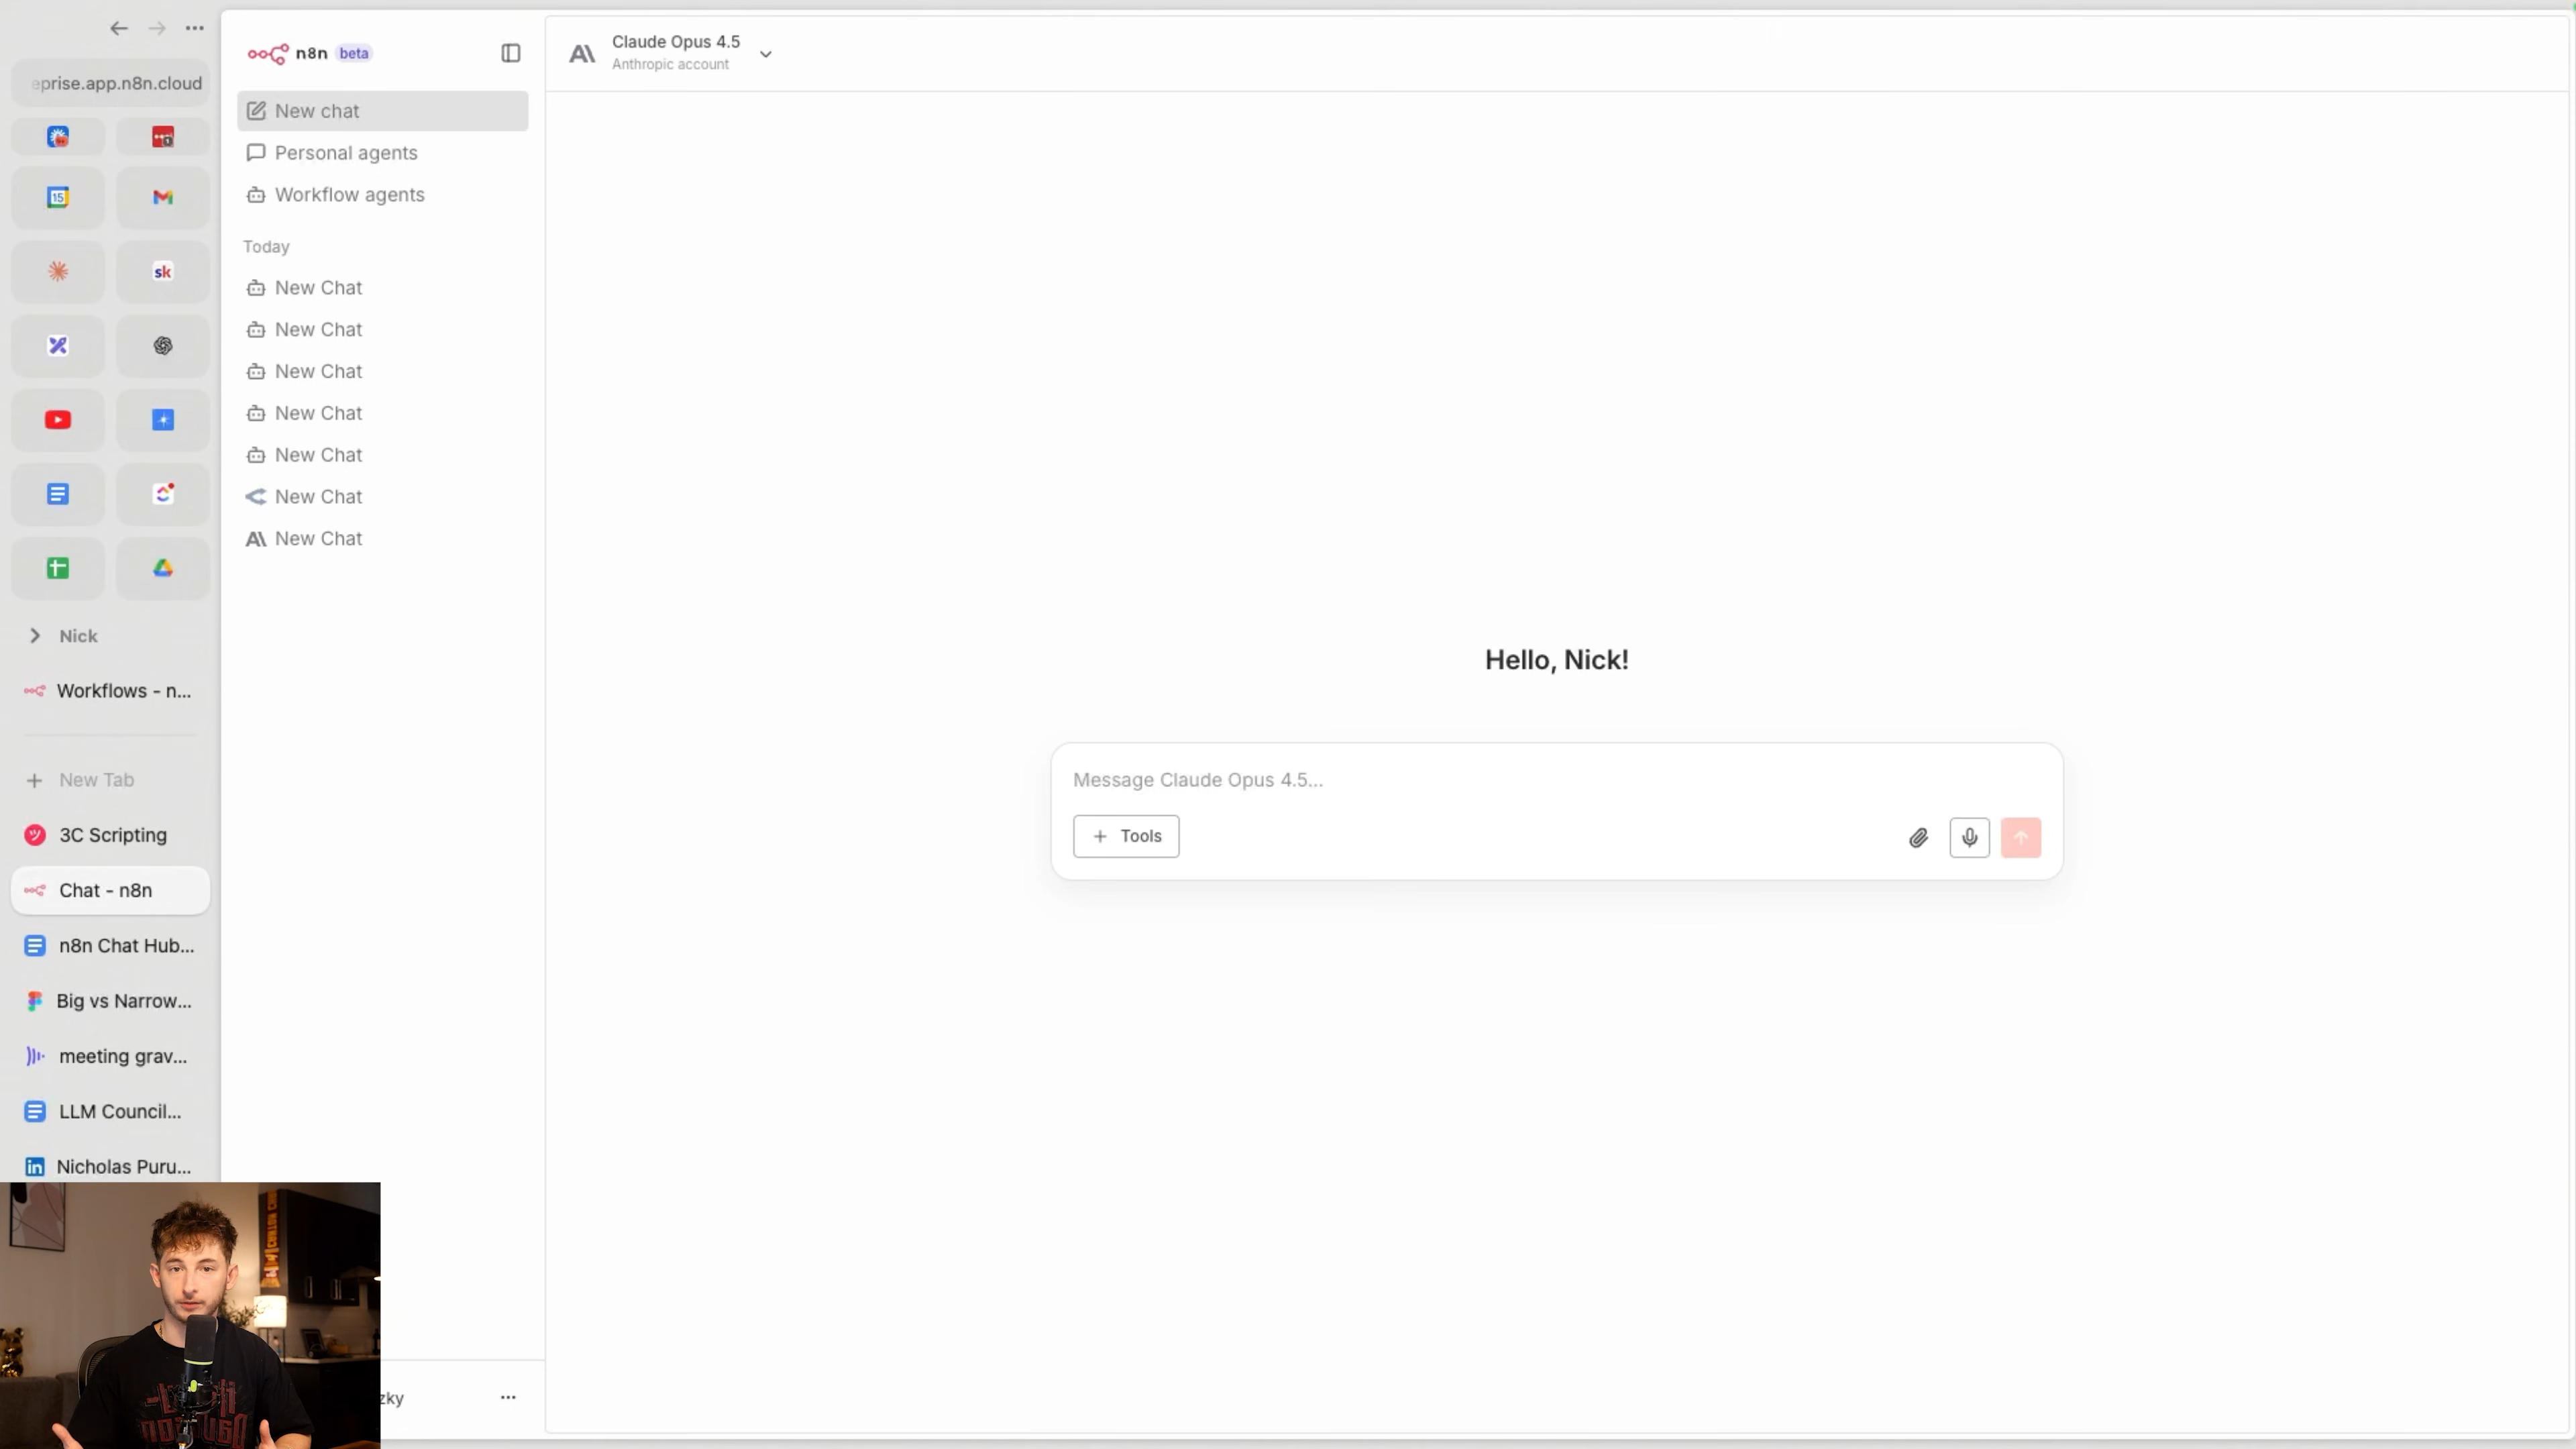 eprise.app.n8n.cloud
15
sk
Nick
Workflows - n...
New Tab
3C Scripting
Chat - n8n
n8n Chat Hub...
Big vs Narrow...
meeting grav...
LLM Council...
in
Nicholas Puru...
n8n beta
New chat
Personal agents
Workflow agents
Today
New Chat
New Chat
New Chat
New Chat
New Chat
New Chat
New Chat
zky
Claude Opus 4.5
Anthropic account
Hello, Nick!
Message Claude Opus 4.5...
Tools